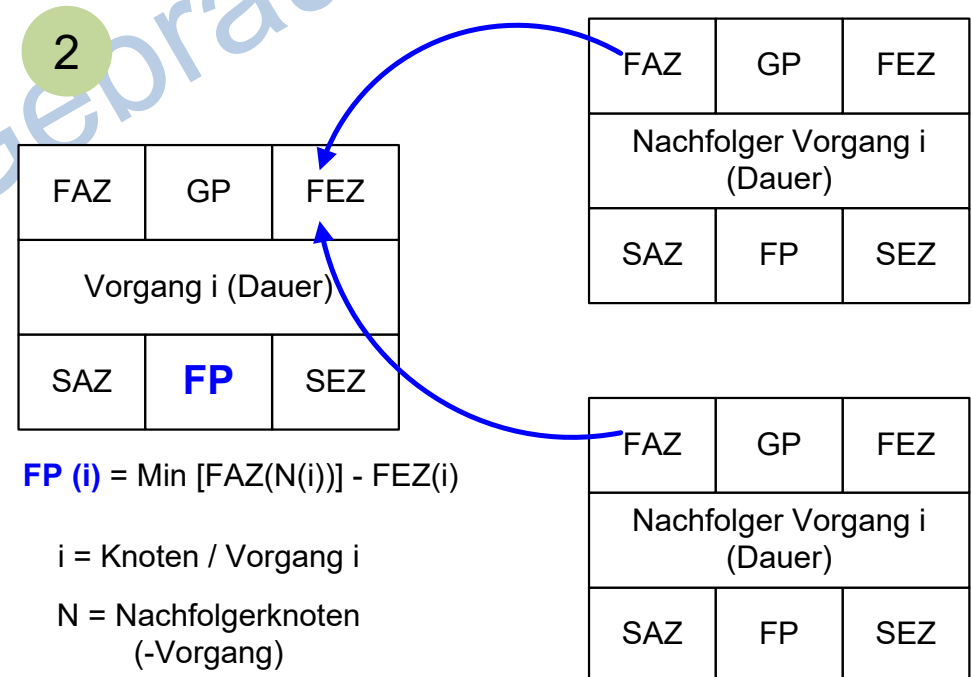 2
FAZ GP FEZ
Nachfolger Vorgang i
(Dauer)
SAZ FP SEZ
FAZ GP FEZ
Vorgang i (Dauer)
SAZ FP SEZ
FP (i) = Min [FAZ(N(i))] - FEZ(i)
i = Knoten / Vorgang i
N = Nachfolgerknoten
(-Vorgang)
FAZ GP FEZ
Nachfolger Vorgang i
(Dauer)
SAZ FP SEZ